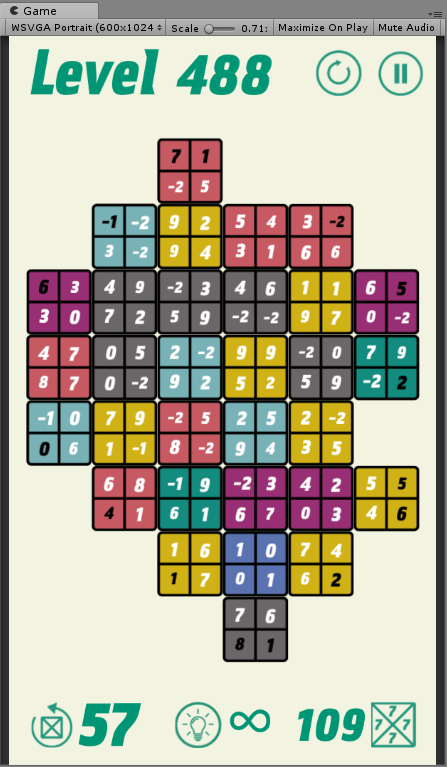 Game
WSVGA Portrait (600x1024 Scale 0.71: Maximize On Play Mute Audio
Level 488
7 1
-2 5
-1 -2 9 2 5 4 3 -2
3 -2 9 4 3 1 6 6
6 3 4 9 -2 3 4 6 1 1 6 5
3 0 7 2 5 9 -2 -2 9 7 0 -2
4 7 0 5 2 -2 9 9 -2 0 7 9
8 7 0 -2 9 2 5 2 5 9 -2 2
-1 0 7 9 -2 5 2 5 2 -2
0 6 1 -1 8 -2 9 4 3 5
6 8 -1 9 -2 3 4 2 5 5
4 1 6 1 6 7 0 3 4 6
1 6 1 0 7 4
1 7 0 1 6 2
7 6
8 1
57 ∞ 109 7 7 7 7